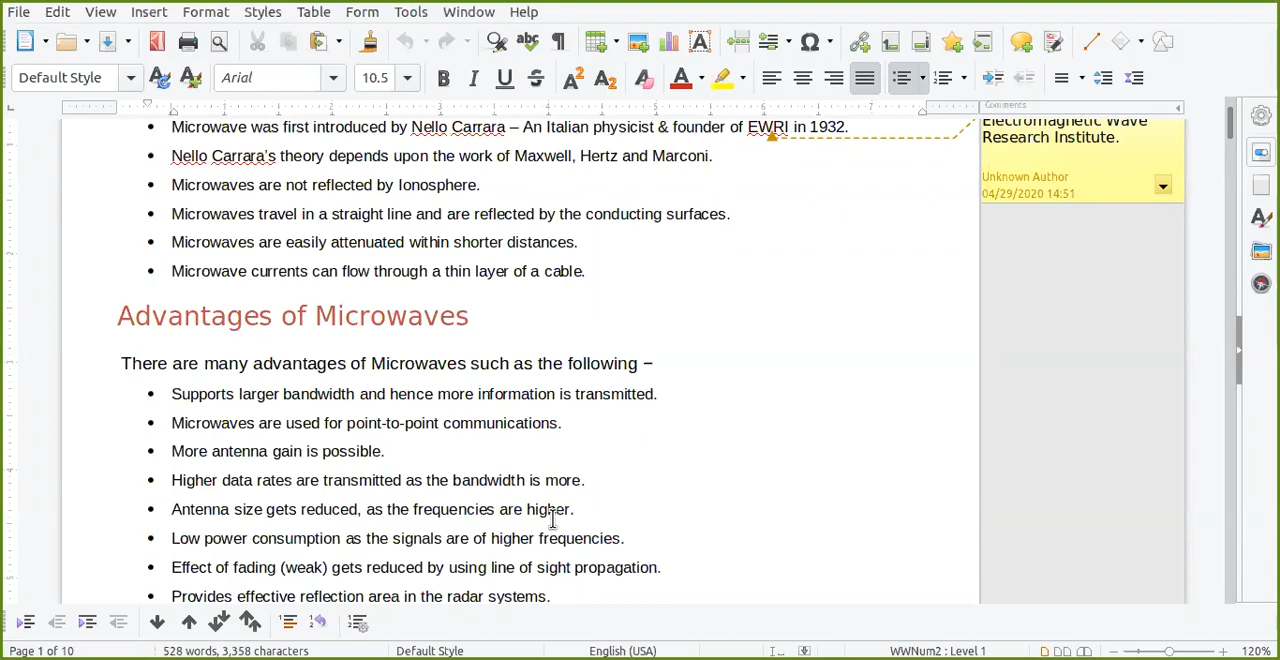 File Edit View Insert Format Styles Table Form Tools Window Help
Default Style Arial 10.5
Comments
Microwave was first introduced by Nello Carrara – An Italian physicist & founder of EWRI in 1932.
Nello Carrara's theory depends upon the work of Maxwell, Hertz and Marconi.
Microwaves are not reflected by Ionosphere.
Microwaves travel in a straight line and are reflected by the conducting surfaces.
Microwaves are easily attenuated within shorter distances.
Microwave currents can flow through a thin layer of a cable.
Electromagnetic Wave
Research Institute.
Unknown Author
04/29/2020 14:51
Advantages of Microwaves
There are many advantages of Microwaves such as the following −
Supports larger bandwidth and hence more information is transmitted.
Microwaves are used for point-to-point communications.
More antenna gain is possible.
Higher data rates are transmitted as the bandwidth is more.
Antenna size gets reduced, as the frequencies are higher.
Low power consumption as the signals are of higher frequencies.
Effect of fading (weak) gets reduced by using line of sight propagation.
Provides effective reflection area in the radar systems.
Page 1 of 10 528 words, 3,358 characters Default Style English (USA) WWNum2 : Level 1 120%